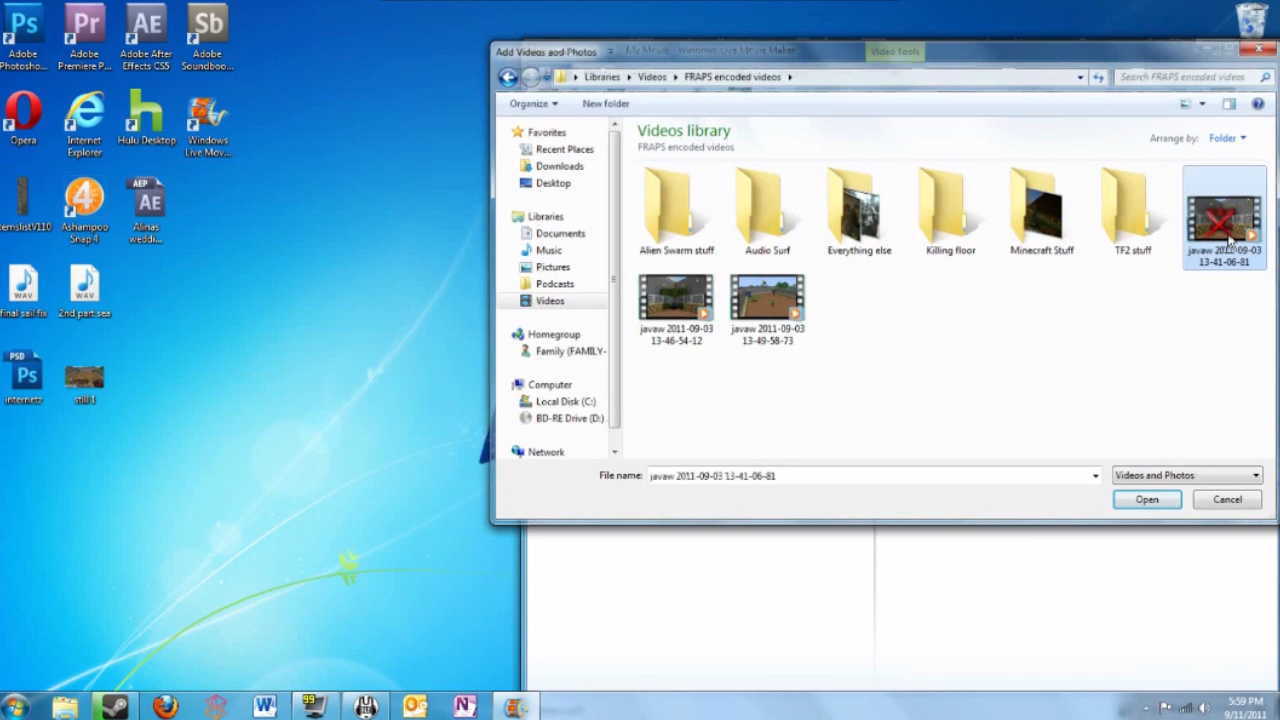 Ps
Pr
AE
Sb
Adobe Photosho...
Adobe Premiere P...
Adobe After Effects CS5
Adobe Soundboo...
Opera
Internet Explorer
Hulu Desktop
Windows Live Mov...
AEP
AE
4
Ashampoo Snap 4
Alinas weddi...
WAV
WAV
final sail fix
2nd part sea
PSD
Ps
internetz
still 1
Add Videos and Photos
My Movie - Windows Live Movie Maker
Video Tools
Libraries
Videos
FRAPS encoded videos
Search FRAPS encoded videos
Organize
New folder
Favorites
Recent Places
Downloads
Desktop
Libraries
Documents
Music
Pictures
Podcasts
Videos
Homegroup
Family (FAMILY-
Computer
Local Disk (C:)
BD-RE Drive (D:)
Network
Videos library
FRAPS encoded videos
Arrange by: Folder
Alien Swarm stuff
Audio Surf
Everything else
Killing floor
Minecraft Stuff
TF2 stuff
javaw 2011-09-03
13-41-06-81
javaw 2011-09-03
13-46-54-12
javaw 2011-09-03
13-49-58-73
File name: javaw 2011-09-03 13-41-06-81
Videos and Photos
Open
Cancel
99
5:59 PM
9/11/2011